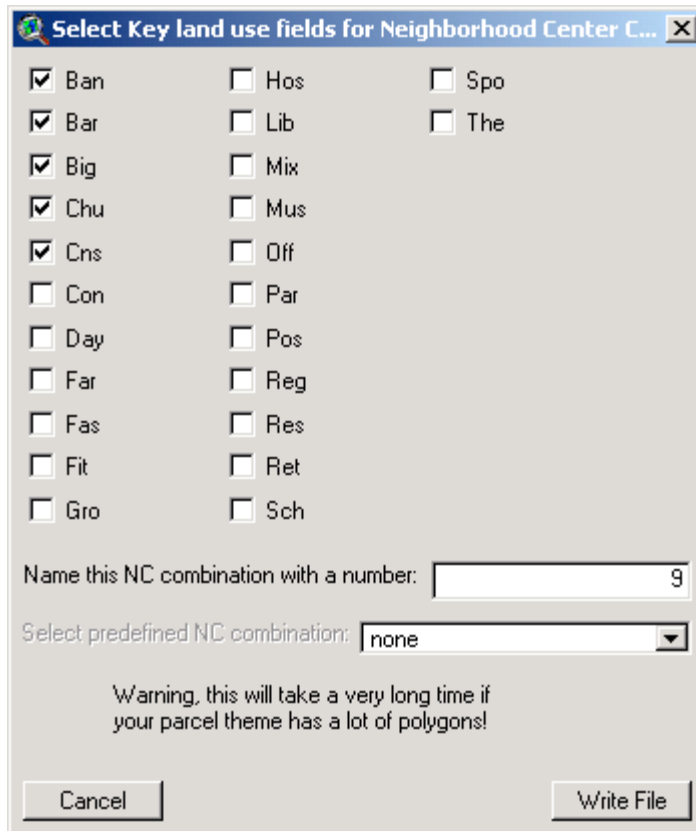 Select Key land use fields for Neighborhood Center C...
Ban Hos Spo
Bar Lib The
Big Mix
Chu Mus
Cns Off
Con Par
Day Pos
Far Reg
Fas Res
Fit Ret
Gro Sch
Name this NC combination with a number: 9
Select predefined NC combination: none
Warning, this will take a very long time if
your parcel theme has a lot of polygons!
Cancel Write File